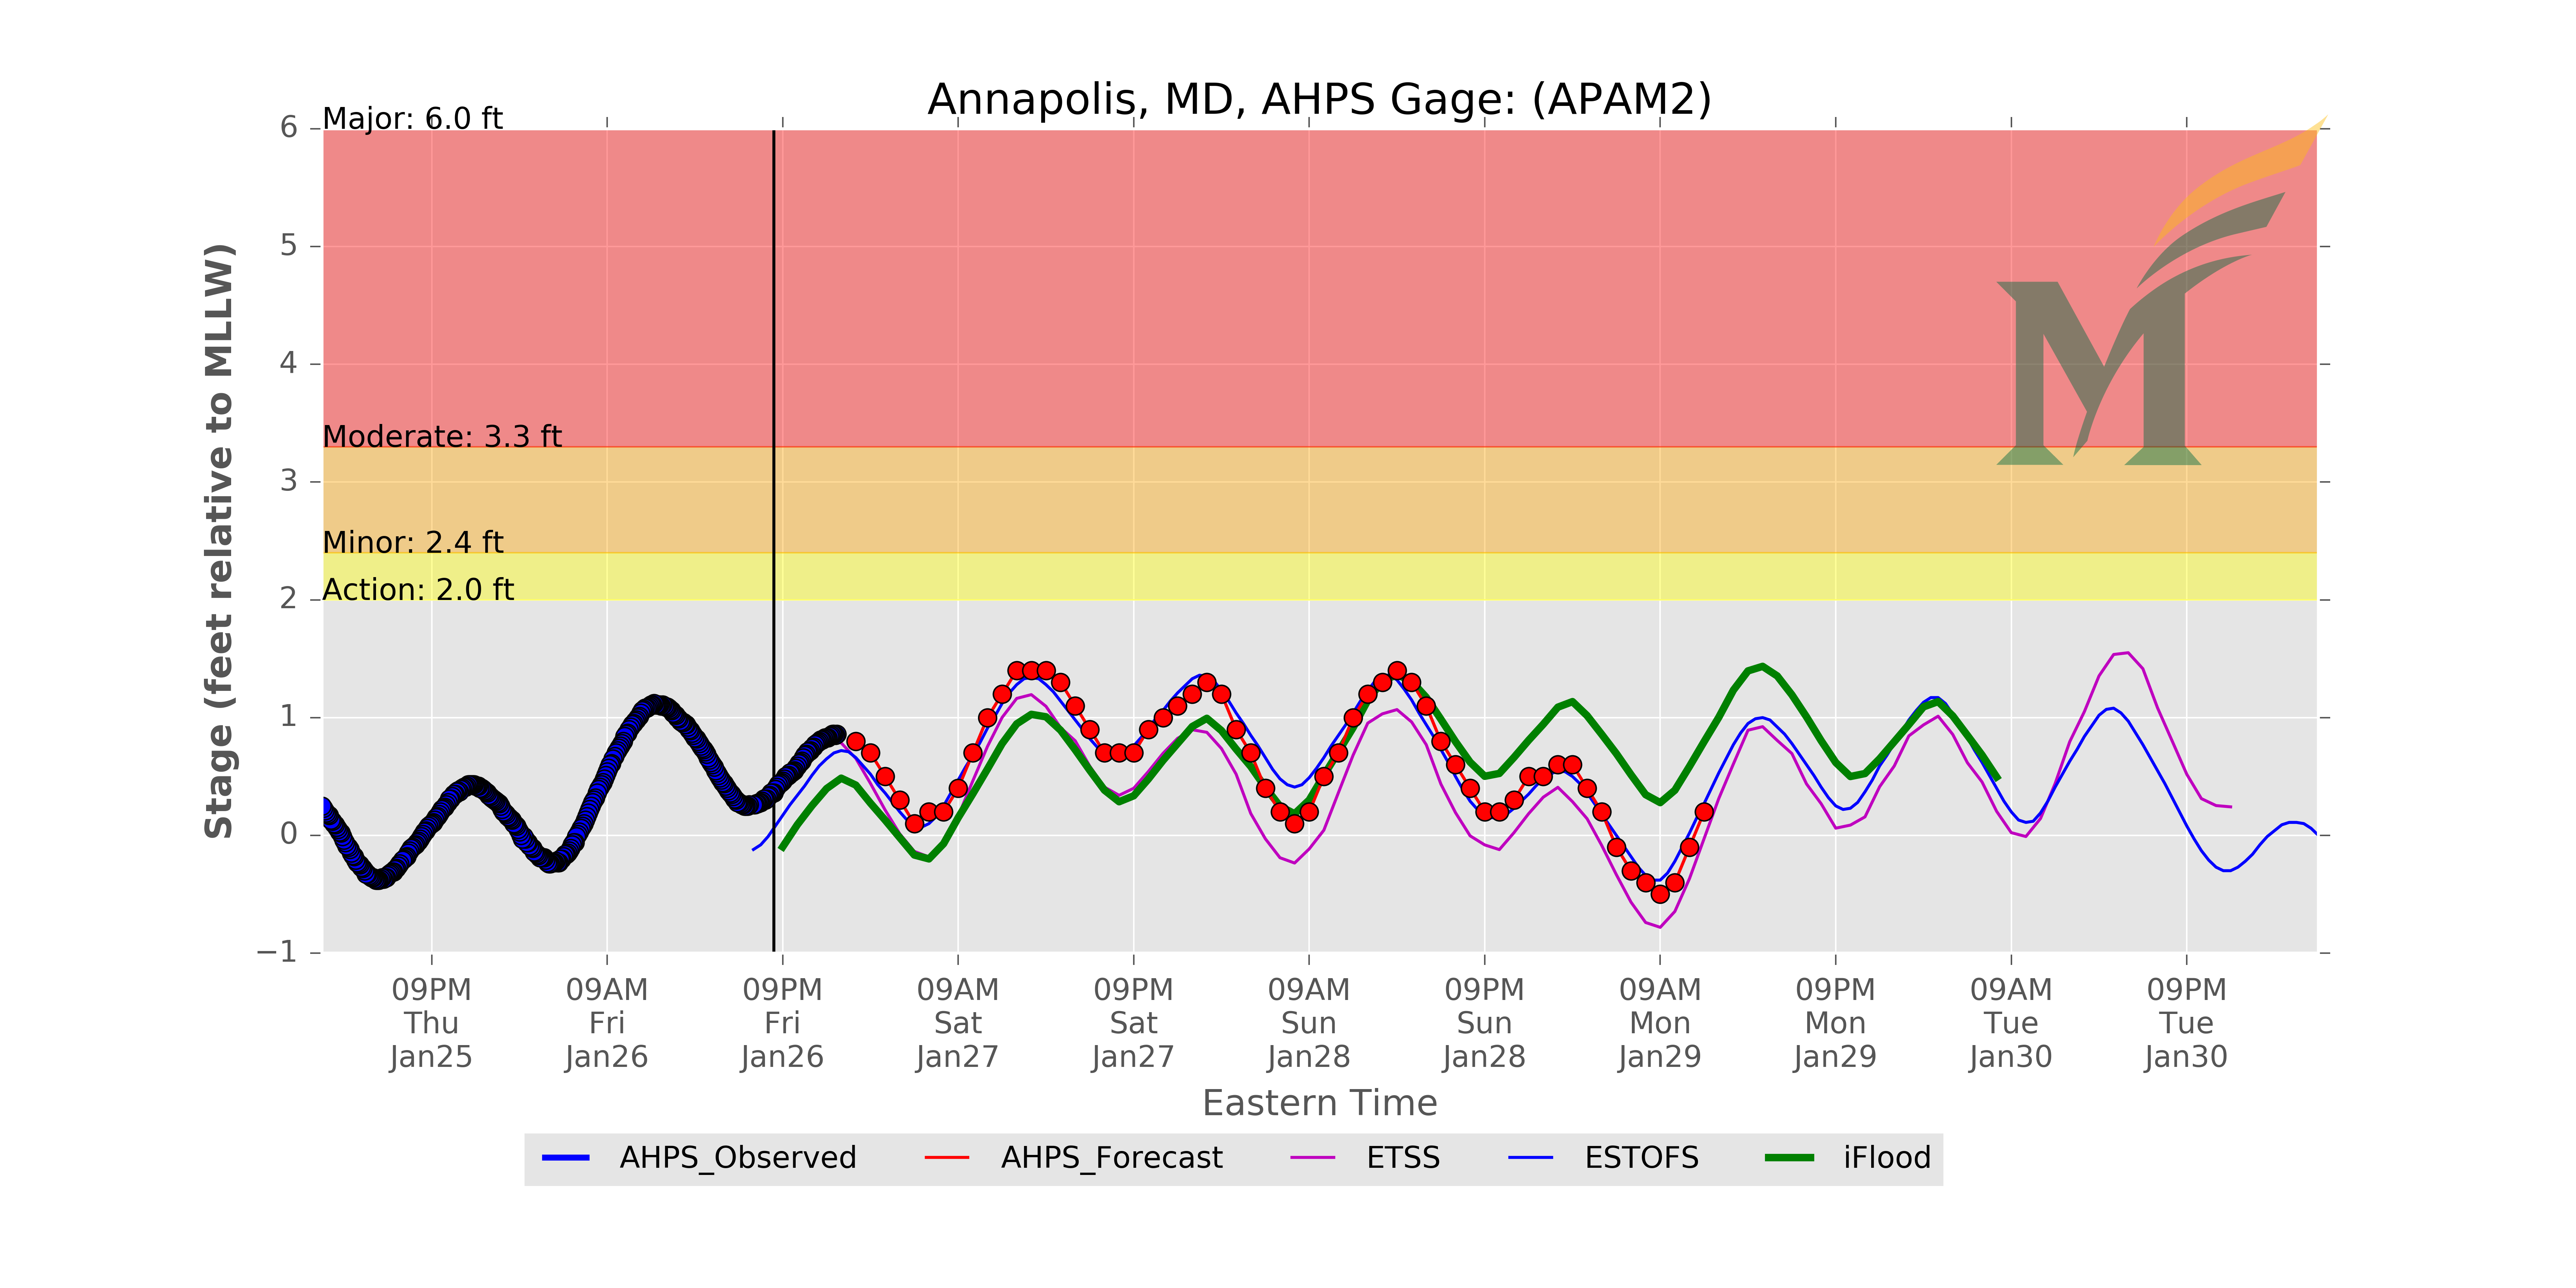 Annapolis, MD, AHPS Gage: (APAM2)
Major: 6.0 ft
Moderate: 3.3 ft
Minor: 2.4 ft
Action: 2.0 ft
6
5
4
3
2
1
0
−1
Stage (feet relative to MLLW)
09PM 09AM 09PM 09AM 09PM 09AM 09PM 09AM 09PM 09AM 09PM
Thu Fri Fri Sat Sat Sun Sun Mon Mon Tue Tue
Jan25 Jan26 Jan26 Jan27 Jan27 Jan28 Jan28 Jan29 Jan29 Jan30 Jan30
Eastern Time
AHPS_Observed AHPS_Forecast ETSS ESTOFS iFlood
M